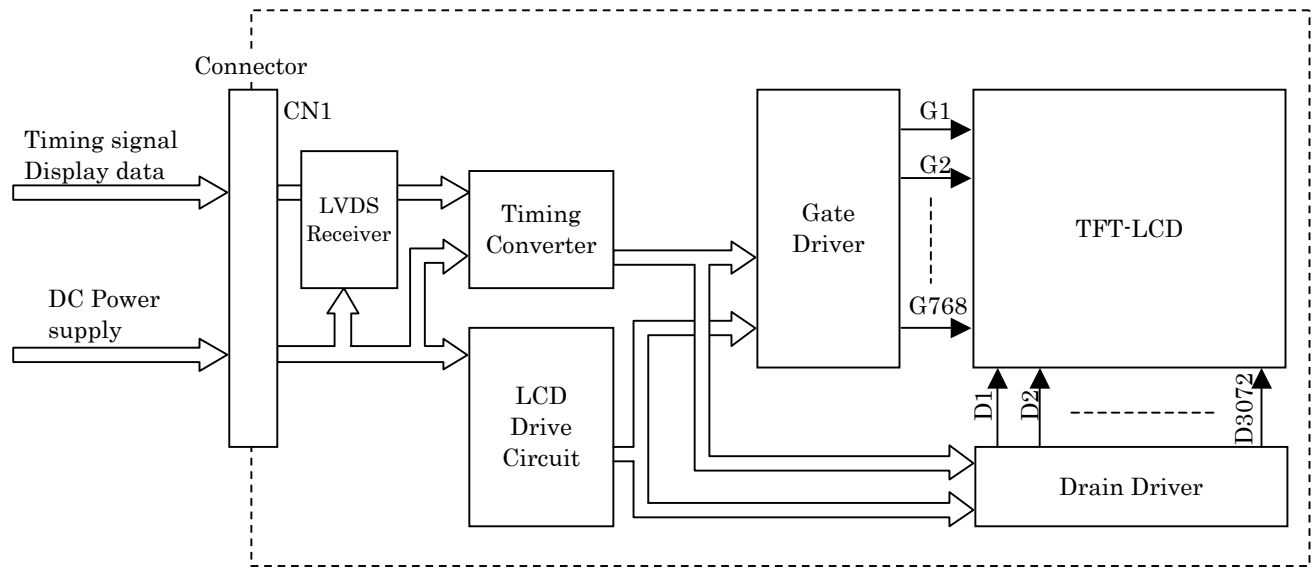 Connector
CN1
Timing signal
Display data
LVDS
Receiver
Timing
Converter
Gate
Driver
G1
G2
G768
TFT-LCD
DC Power
supply
LCD
Drive
Circuit
D1
D2
D3072
Drain Driver